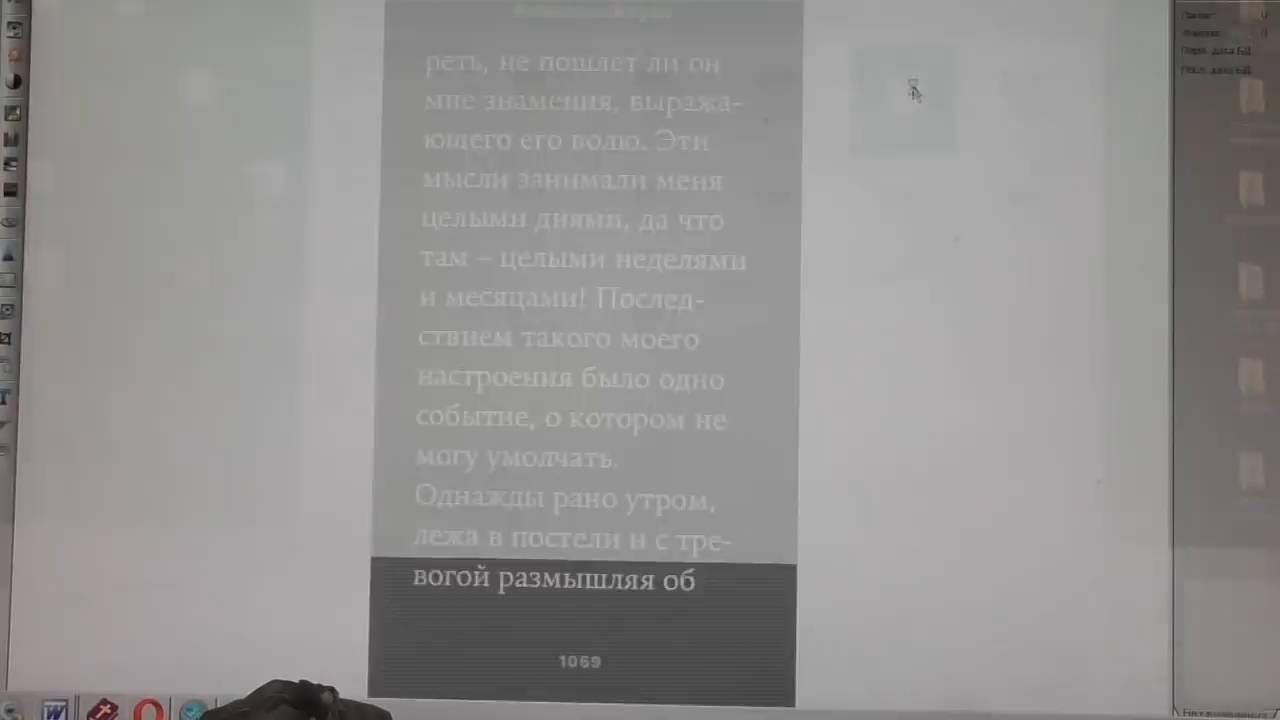 реть, не пошлет ли он
мне знамения, выража-
ющего его волю. Эти
мысли занимали меня
целыми днями, да что
там – целыми неделями
и месяцами! Послед-
ствием такого моего
настроения было одно
событие, о котором не
могу умолчать.
Однажды рано утром,
лежа в постели и с тре-
вогой размышляя об
1069